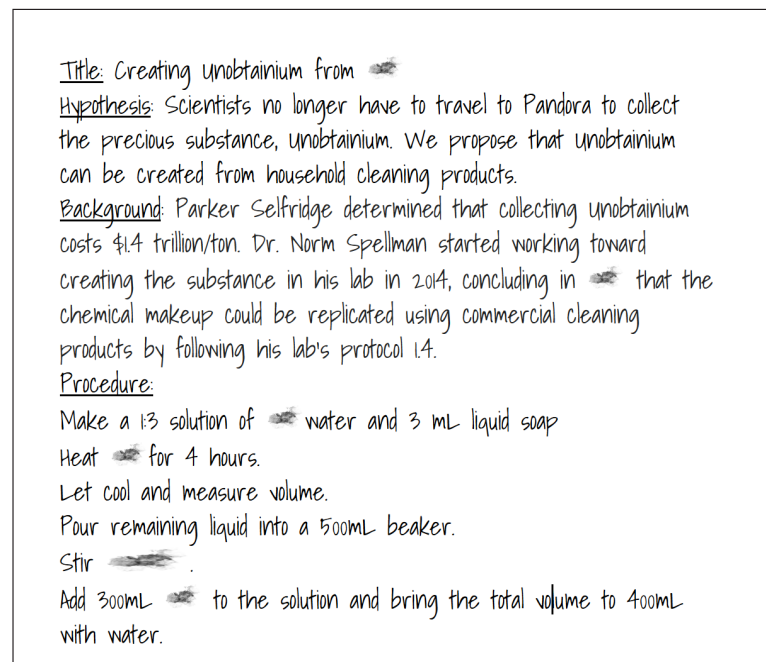 Title: Creating Unobtainium from
Hypothesis: Scientists no longer have to travel to Pandora to collect
the precious substance, Unobtainium. We propose that Unobtainium
can be created from household cleaning products.
Background: Parker Selfridge determined that collecting Unobtainium
costs $1.4 trillion/ton. Dr. Norm Spellman started working toward
creating the substance in his lab in 2014, concluding in that the
chemical makeup could be replicated using commercial cleaning
products by following his lab's protocol 1.4.
Procedure:
Make a 1:3 solution of water and 3 mL liquid soap
Heat for 4 hours.
Let cool and measure volume.
Pour remaining liquid into a 500mL beaker.
Stir .
Add 300mL to the solution and bring the total volume to 400mL
with water.